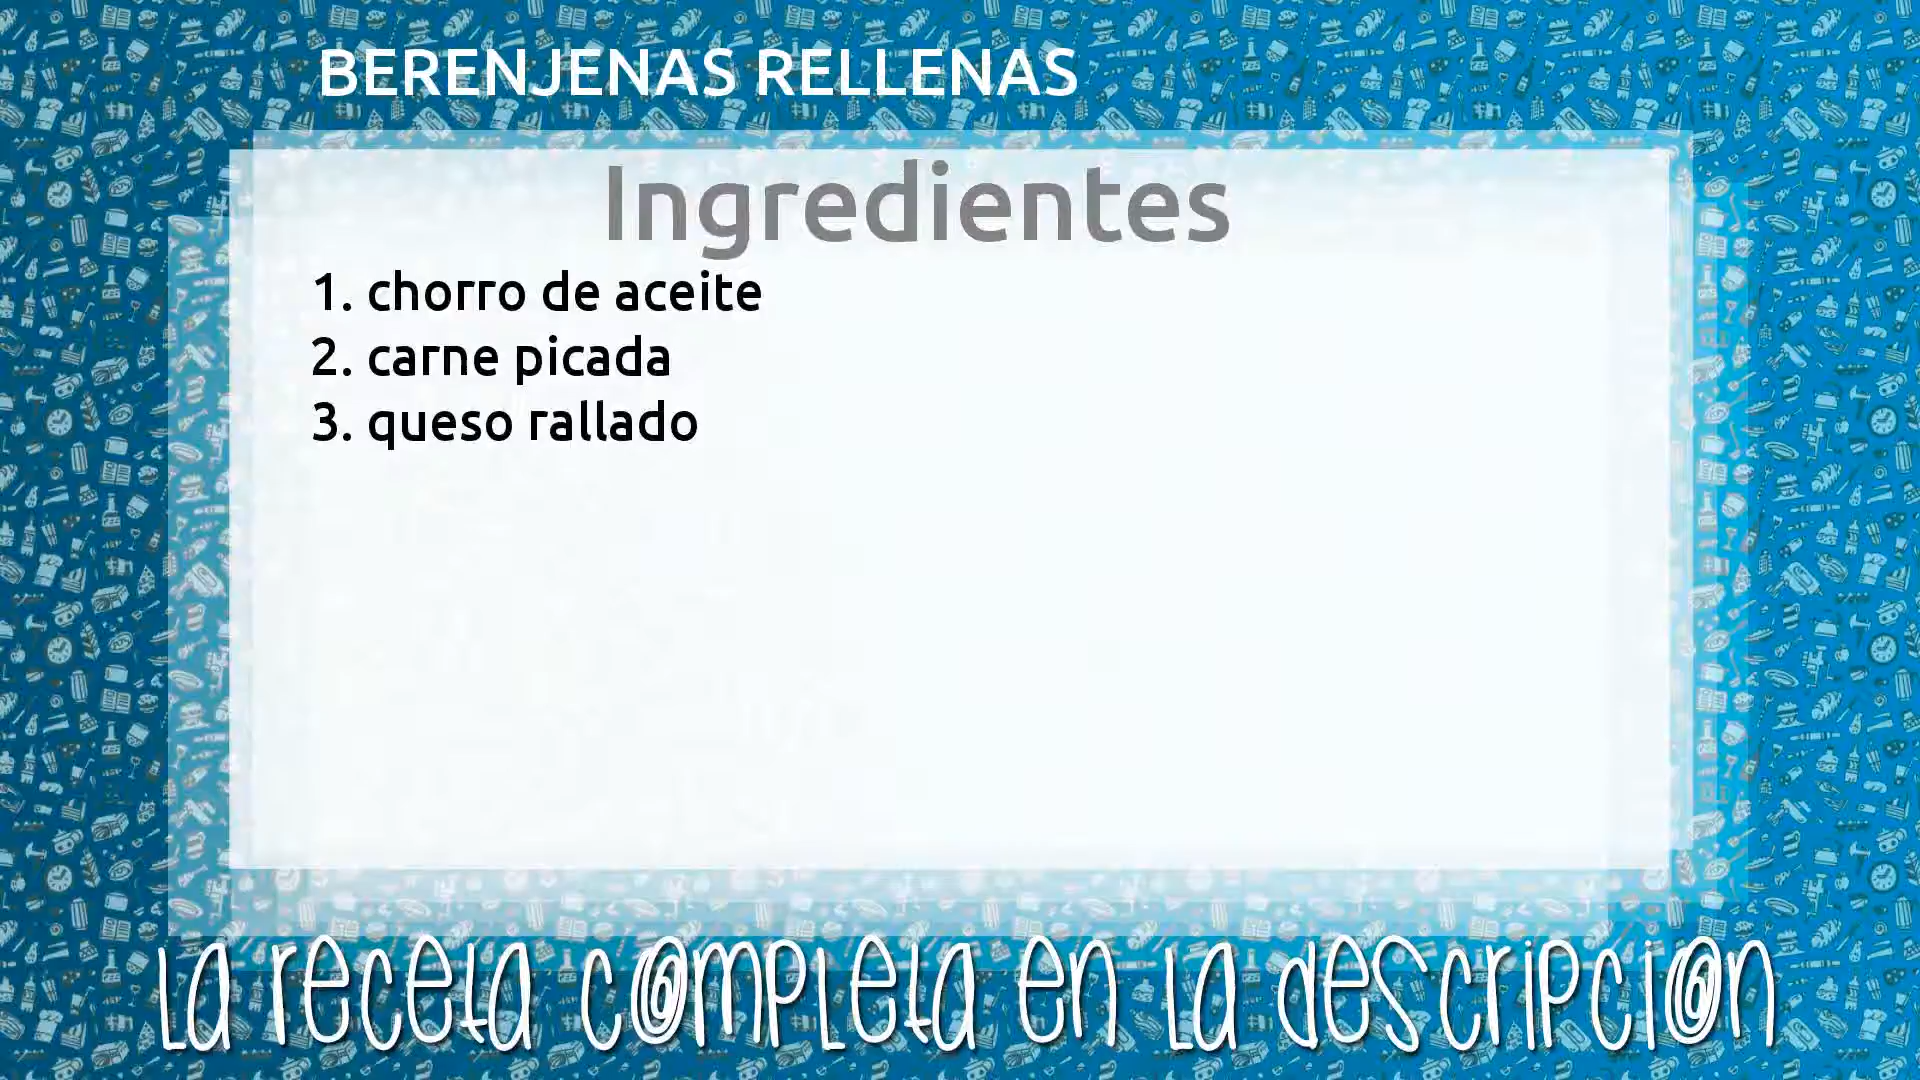 BERENJENAS RELLENAS
Ingredientes
1. chorro de aceite
2. carne picada
3. queso rallado
La receta c@mpleta en la descripci@n